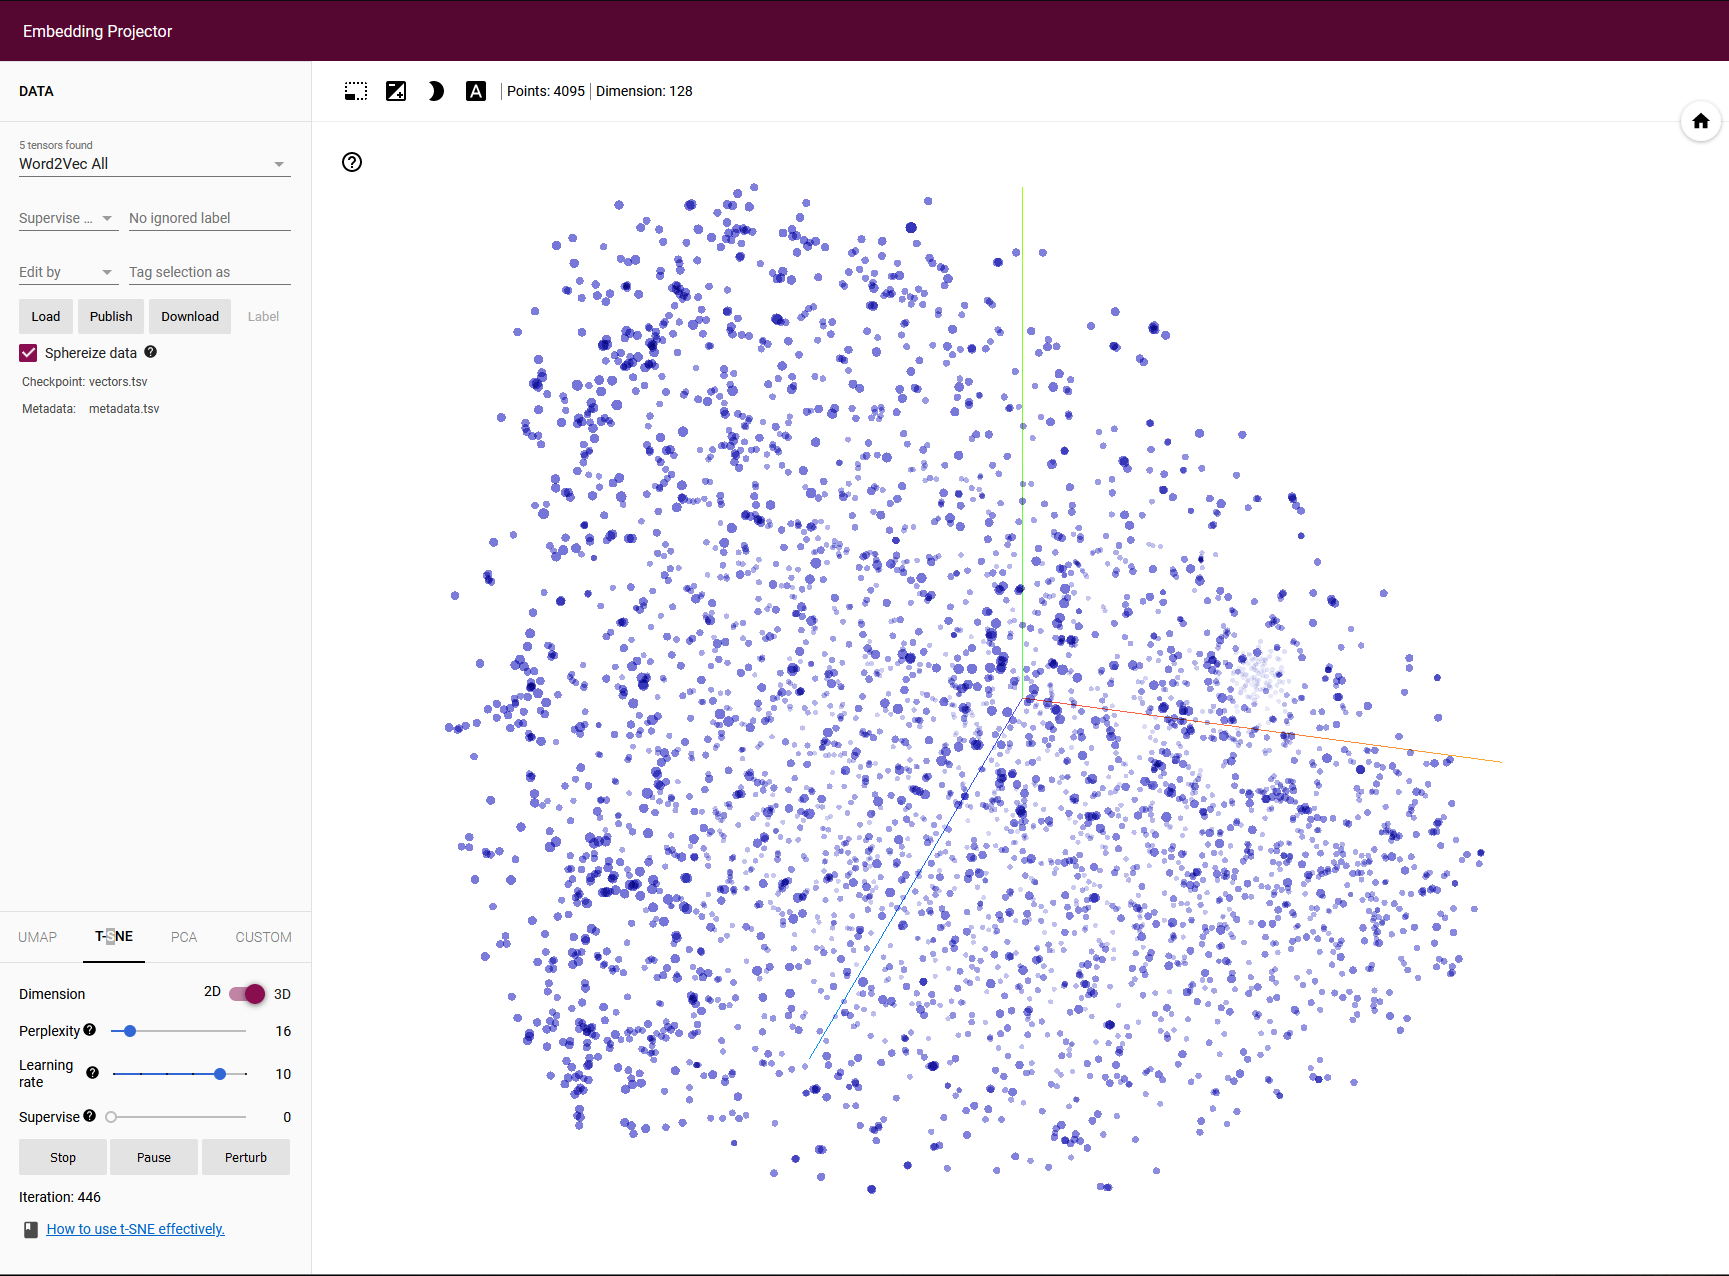 Embedding Projector
DATA
Points: 4095 | Dimension: 128
5 tensors found
Word2Vec All
Supervise ... No ignored label
Edit by Tag selection as
Load Publish Download Label
Sphereize data
Checkpoint: vectors.tsv
Metadata: metadata.tsv
UMAP T-SNE PCA CUSTOM
Dimension 2D 3D
Perplexity 16
Learning
rate 10
Supervise 0
Stop Pause Perturb
Iteration: 446
How to use t-SNE effectively.